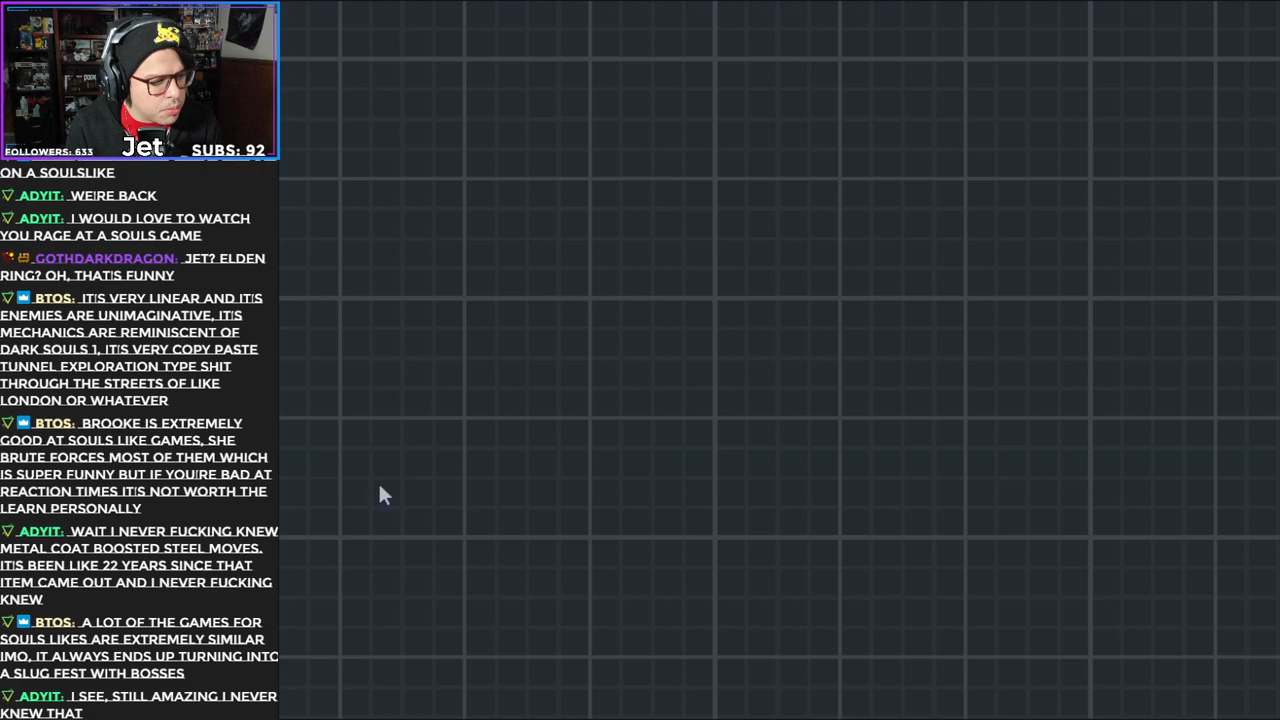 FOLLOWERS: 633
Jet
SUBS: 92
ON A SOULSLIKE
ADYIT: WE'RE BACK
ADYIT: I WOULD LOVE TO WATCH
YOU RAGE AT A SOULS GAME
GOTHDARKDRAGON: JET? ELDEN
RING? OH, THAT'S FUNNY
BTOS: IT'S VERY LINEAR AND IT'S
ENEMIES ARE UNIMAGINATIVE, IT'S
MECHANICS ARE REMINISCENT OF
DARK SOULS 1, IT'S VERY COPY PASTE
TUNNEL EXPLORATION TYPE SHIT
THROUGH THE STREETS OF LIKE
LONDON OR WHATEVER
BTOS: BROOKE IS EXTREMELY
GOOD AT SOULS LIKE GAMES, SHE
BRUTE FORCES MOST OF THEM WHICH
IS SUPER FUNNY BUT IF YOU'RE BAD AT
REACTION TIMES IT'S NOT WORTH THE
LEARN PERSONALLY
ADYIT: WAIT I NEVER FUCKING KNEW
METAL COAT BOOSTED STEEL MOVES.
IT'S BEEN LIKE 22 YEARS SINCE THAT
ITEM CAME OUT AND I NEVER FUCKING
KNEW
BTOS: A LOT OF THE GAMES FOR
SOULS LIKES ARE EXTREMELY SIMILAR
IMO, IT ALWAYS ENDS UP TURNING INTO
A SLUG FEST WITH BOSSES
ADYIT: I SEE, STILL AMAZING I NEVER
KNEW THAT